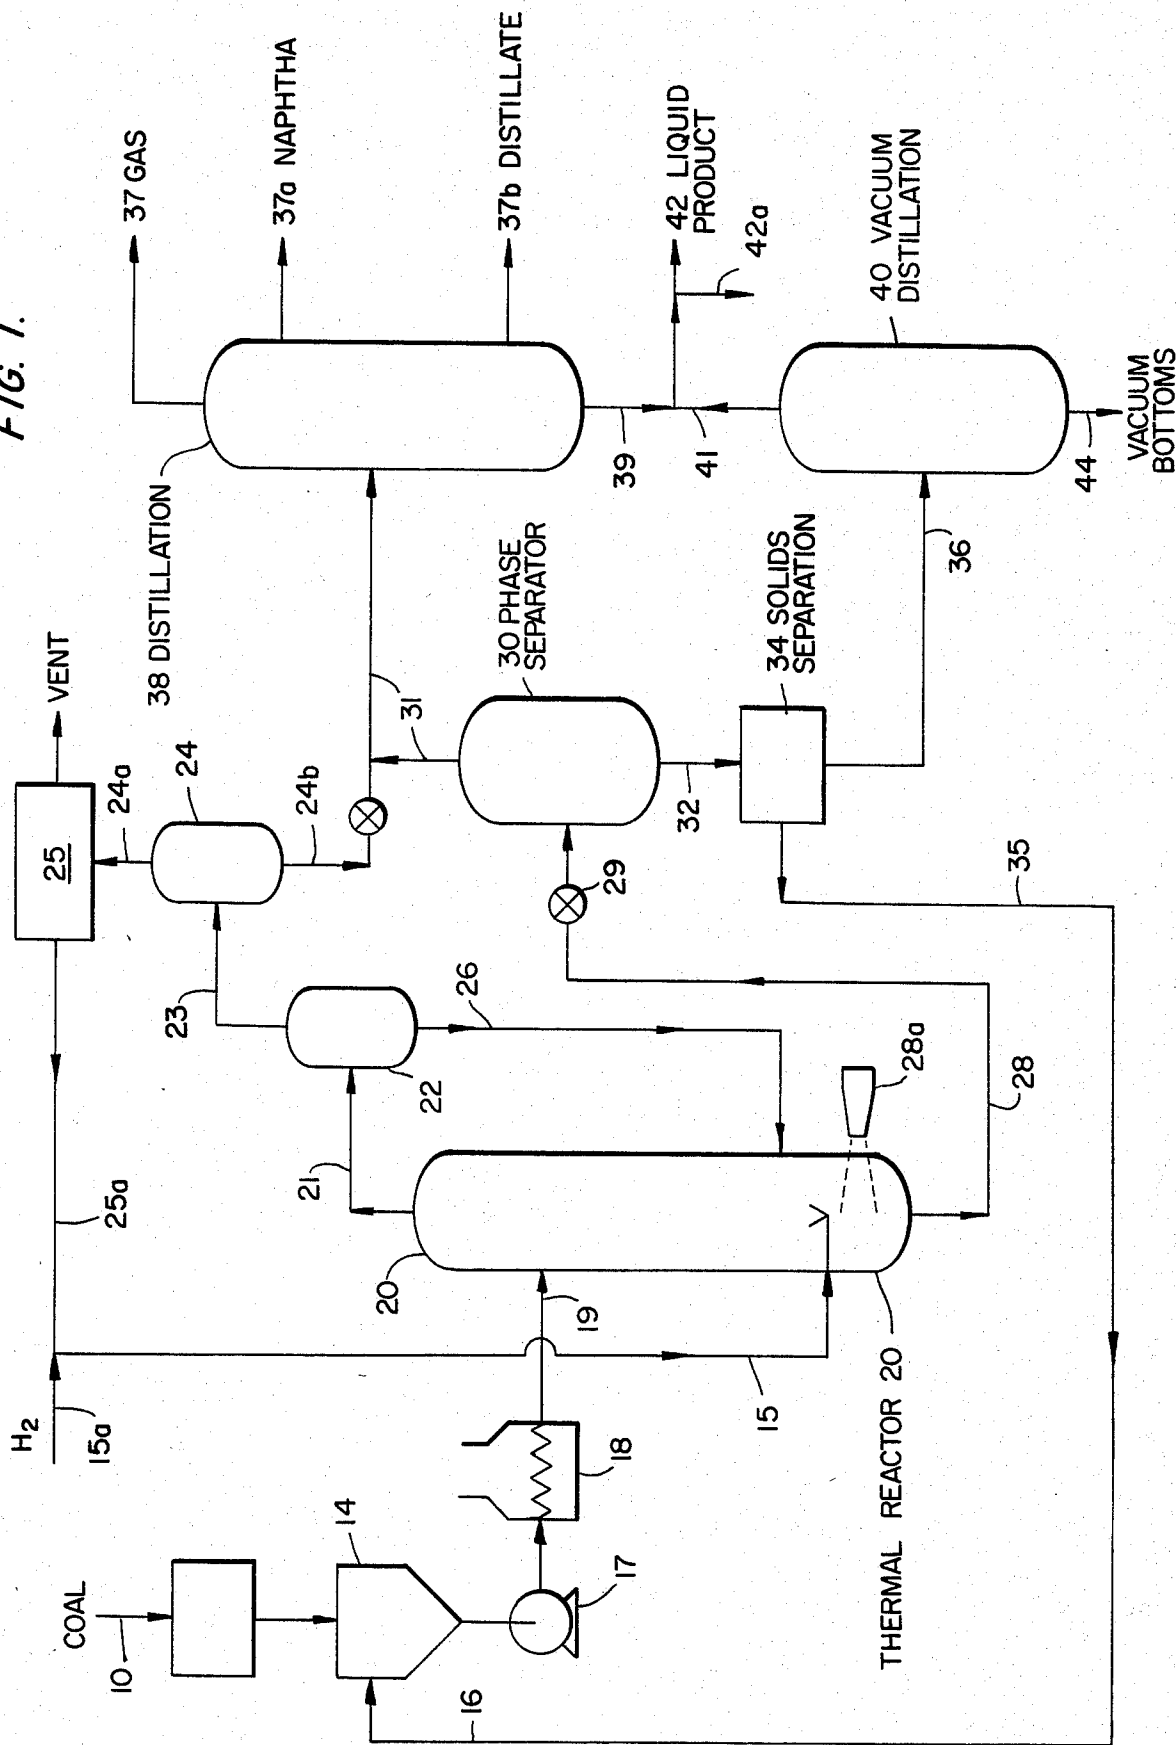 FIG. 1.
H2
15a
25a
25
VENT
24a
24
24b
23
22
26
21
20
19
15
THERMAL REACTOR 20
28a
28
29
COAL
10
14
16
17
18
30 PHASE
SEPARATOR
31
32
34 SOLIDS
SEPARATION
35
36
38 DISTILLATION
37 GAS
37a NAPHTHA
37b DISTILLATE
39
41
42 LIQUID
PRODUCT
42a
40 VACUUM
DISTILLATION
44
VACUUM
BOTTOMS